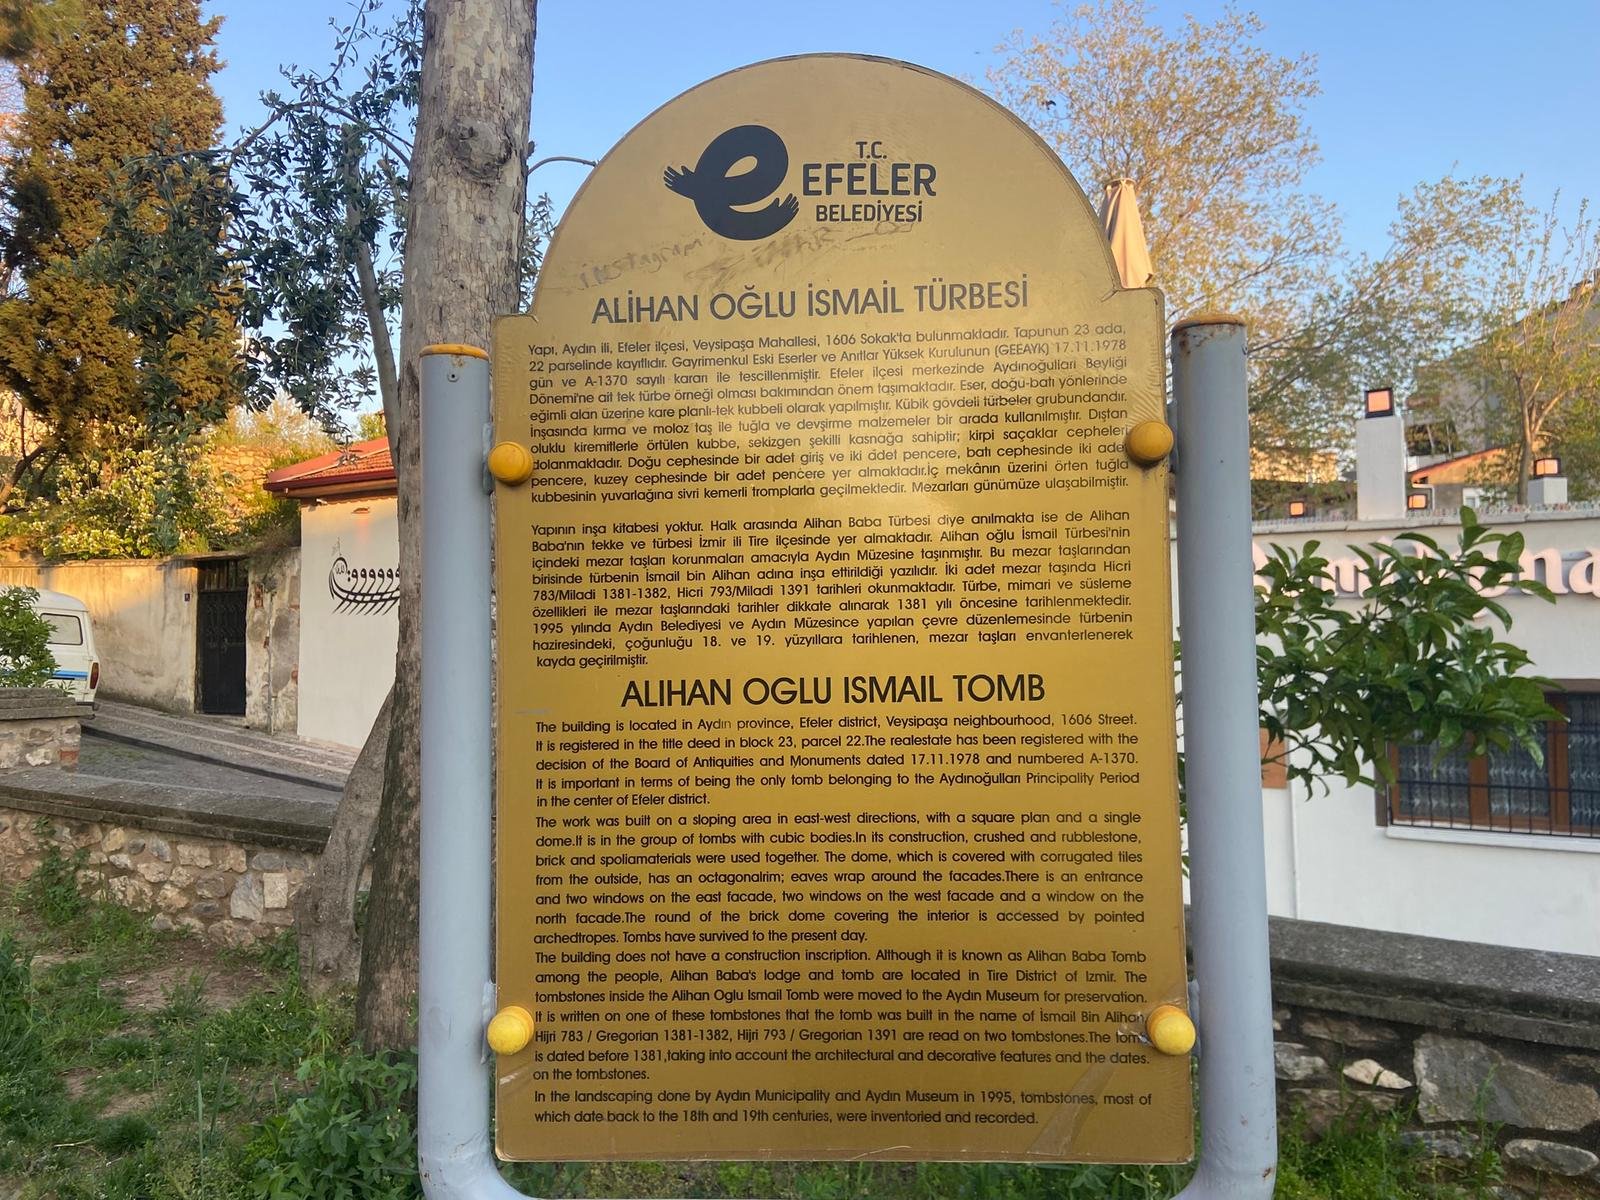 T.C.
EFELER
BELEDİYESİ
instagram
ALİHAN OĞLU İSMAİL TÜRBESİ
Yapı, Aydın ili, Efeler ilçesi, Veysipaşa Mahallesi, 1606 Sokak'ta bulunmaktadır. Tapunun 23 ada,
22 parselinde kayıtlıdır. Gayrimenkul Eski Eserler ve Anıtlar Yüksek Kurulunun (GEEAYK) 17.11.1978
gün ve A-1370 sayılı kararı ile tescillenmiştir. Efeler ilçesi merkezinde Aydınoğulları Beyliği
Dönemi'ne ait tek türbe örneği olması bakımından önem taşımaktadır. Eser, doğu-batı yönlerinde
eğimli alan üzerine kare planlı-tek kubbeli olarak yapılmıştır. Kübik gövdeli türbeler grubundandır.
İnşasında kırma ve moloz taş ile tuğla ve devşirme malzemeler bir arada kullanılmıştır. Dıştan
oluklu kiremitlerle örtülen kubbe, sekizgen şekilli kasnağa sahiptir; kirpi saçaklar cepheleri
dolanmaktadır. Doğu cephesinde bir adet giriş ve iki adet pencere, batı cephesinde iki adet
pencere, kuzey cephesinde bir adet pencere yer almaktadır.İç mekânın üzerini örten tuğla
kubbesinin yuvarlağına sivri kemerli tromplarla geçilmektedir. Mezarları günümüze ulaşabilmiştir.
Yapının inşa kitabesi yoktur. Halk arasında Alihan Baba Türbesi diye anılmakta ise de Alihan
Baba'nın tekke ve türbesi İzmir ili Tire ilçesinde yer almaktadır. Alihan oğlu İsmail Türbesi'nin
içindeki mezar taşları korunmaları amacıyla Aydın Müzesine taşınmıştır. Bu mezar taşlarından
birisinde türbenin İsmail bin Alihan adına inşa ettirildiği yazılıdır. İki adet mezar taşında Hicri
783/Miladi 1381-1382, Hicri 793/Miladi 1391 tarihleri okunmaktadır. Türbe, mimari ve süsleme
özellikleri ile mezar taşlarındaki tarihler dikkate alınarak 1381 yılı öncesine tarihlenmektedir.
1995 yılında Aydın Belediyesi ve Aydın Müzesince yapılan çevre düzenlemesinde türbenin
haziresindeki, çoğunluğu 18. ve 19. yüzyıllara tarihlenen, mezar taşları envanterlenerek
kayda geçirilmiştir.
ALIHAN OGLU ISMAIL TOMB
The building is located in Aydın province, Efeler district, Veysipaşa neighbourhood, 1606 Street.
It is registered in the title deed in block 23, parcel 22.The realestate has been registered with the
decision of the Board of Antiquities and Monuments dated 17.11.1978 and numbered A-1370.
It is important in terms of being the only tomb belonging to the Aydınoğulları Principality Period
in the center of Efeler district.
The work was built on a sloping area in east-west directions, with a square plan and a single
dome.It is in the group of tombs with cubic bodies.In its construction, crushed and rubblestone,
brick and spoliamaterials were used together. The dome, which is covered with corrugated tiles
from the outside, has an octagonalrim; eaves wrap around the facades.There is an entrance
and two windows on the east facade, two windows on the west facade and a window on the
north facade.The round of the brick dome covering the interior is accessed by pointed
archedtropes. Tombs have survived to the present day.
The building does not have a construction inscription. Although it is known as Alihan Baba Tomb
among the people, Alihan Baba's lodge and tomb are located in Tire District of Izmir. The
tombstones inside the Alihan Oglu Ismail Tomb were moved to the Aydın Museum for preservation.
It is written on one of these tombstones that the tomb was built in the name of İsmail Bin Alihan.
Hijri 783 / Gregorian 1381-1382, Hijri 793 / Gregorian 1391 are read on two tombstones.The tomb
is dated before 1381,taking into account the architectural and decorative features and the dates.
on the tombstones.
In the landscaping done by Aydın Municipality and Aydın Museum in 1995, tombstones, most of
which date back to the 18th and 19th centuries, were inventoried and recorded.